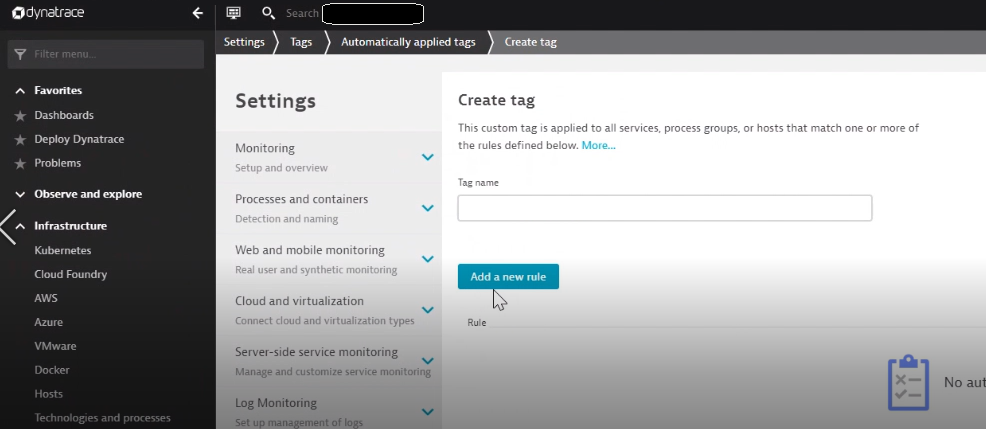 dynatrace
Search
Filter menu...
Settings
Tags
Automatically applied tags
Create tag
Favorites
Dashboards
Deploy Dynatrace
Problems
Observe and explore
Infrastructure
Kubernetes
Cloud Foundry
AWS
Azure
VMware
Docker
Hosts
Technologies and processes
Settings
Monitoring
Setup and overview
Processes and containers
Detection and naming
Web and mobile monitoring
Real user and synthetic monitoring
Cloud and virtualization
Connect cloud and virtualization types
Server-side service monitoring
Manage and customize service monitoring
Log Monitoring
Set up management of logs
Create tag
This custom tag is applied to all services, process groups, or hosts that match one or more of
the rules defined below. More...
Tag name
Add a new rule
Rule
No aut